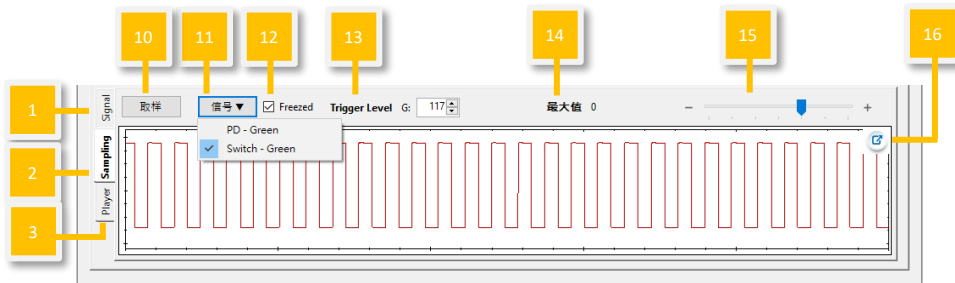 10
11
12
13
14
15
16
1
2
3
Signal
Sampling
Player
取样
信号▼
Freezed
Trigger Level G: 117
最大值 0
− +
PD - Green
Switch - Green